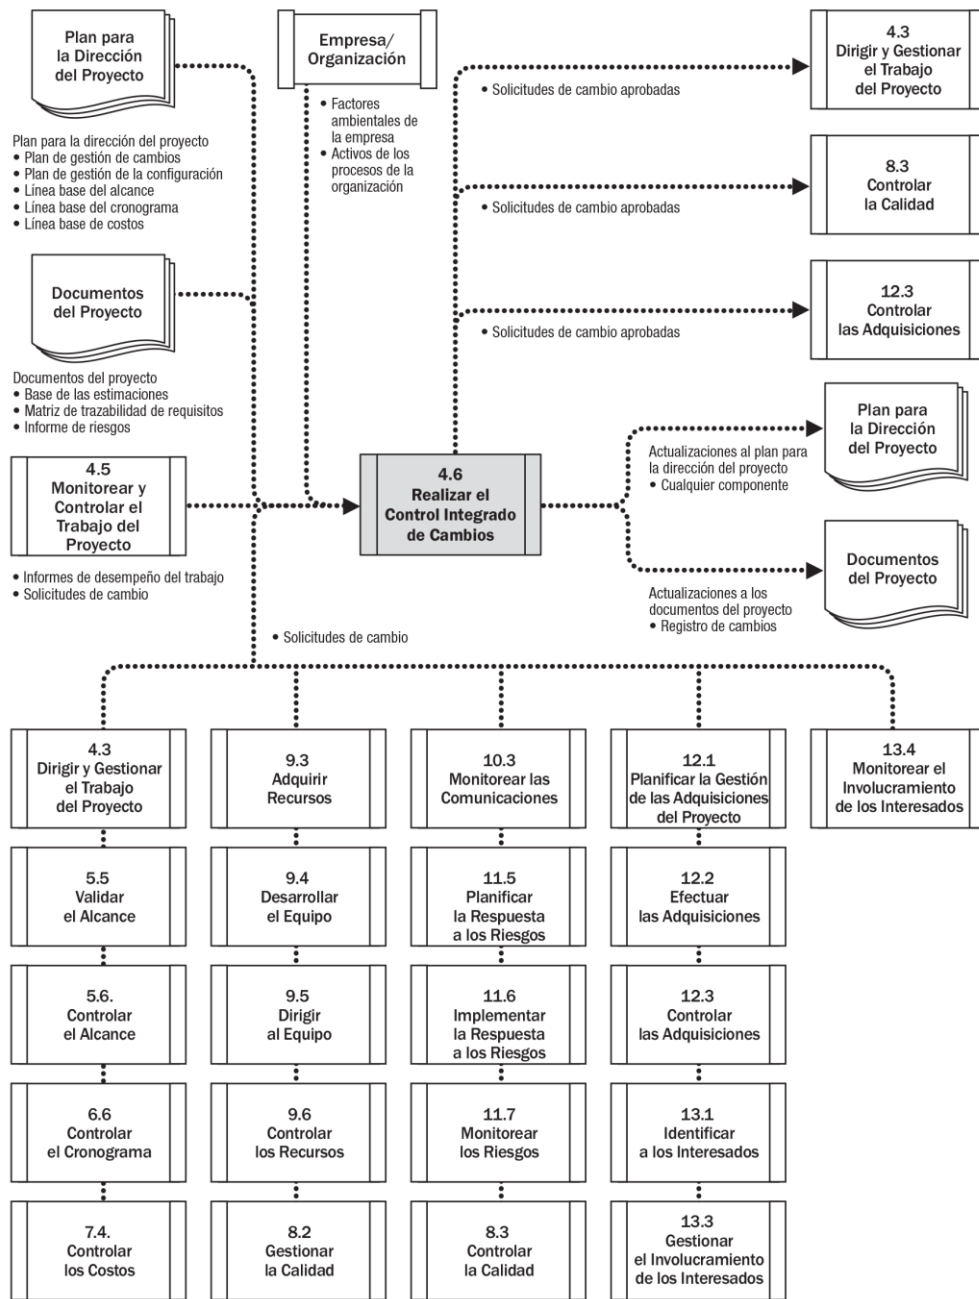 Plan para
la Dirección
del Proyecto
Plan para la dirección del proyecto
• Plan de gestión de cambios
• Plan de gestión de la configuración
• Línea base del alcance
• Línea base del cronograma
• Línea base de costos
Empresa/
Organización
• Factores
ambientales de
la empresa
• Activos de los
procesos de la
organización
• Solicitudes de cambio aprobadas
4.3
Dirigir y Gestionar
el Trabajo
del Proyecto
• Solicitudes de cambio aprobadas
8.3
Controlar
la Calidad
Documentos
del Proyecto
Documentos del proyecto
• Base de las estimaciones
• Matriz de trazabilidad de requisitos
• Informe de riesgos
• Solicitudes de cambio aprobadas
12.3
Controlar
las Adquisiciones
4.5
Monitorear y
Controlar el
Trabajo del
Proyecto
• Informes de desempeño del trabajo
• Solicitudes de cambio
4.6
Realizar el
Control Integrado
de Cambios
Actualizaciones al plan para
la dirección del proyecto
• Cualquier componente
Plan para
la Dirección
del Proyecto
Actualizaciones a los
documentos del proyecto
• Registro de cambios
Documentos
del Proyecto
• Solicitudes de cambio
4.3
Dirigir y Gestionar
el Trabajo
del Proyecto
9.3
Adquirir
Recursos
10.3
Monitorear las
Comunicaciones
12.1
Planificar la Gestión
de las Adquisiciones
del Proyecto
13.4
Monitorear el
Involucramiento
de los Interesados
5.5
Validar
el Alcance
9.4
Desarrollar
el Equipo
11.5
Planificar
la Respuesta
a los Riesgos
12.2
Efectuar
las Adquisiciones
5.6.
Controlar
el Alcance
9.5
Dirigir
al Equipo
11.6
Implementar
la Respuesta
a los Riesgos
12.3
Controlar
las Adquisiciones
6.6
Controlar
el Cronograma
9.6
Controlar
los Recursos
11.7
Monitorear
los Riesgos
13.1
Identificar
a los Interesados
7.4.
Controlar
los Costos
8.2
Gestionar
la Calidad
8.3
Controlar
la Calidad
13.3
Gestionar
el Involucramiento
de los Interesados